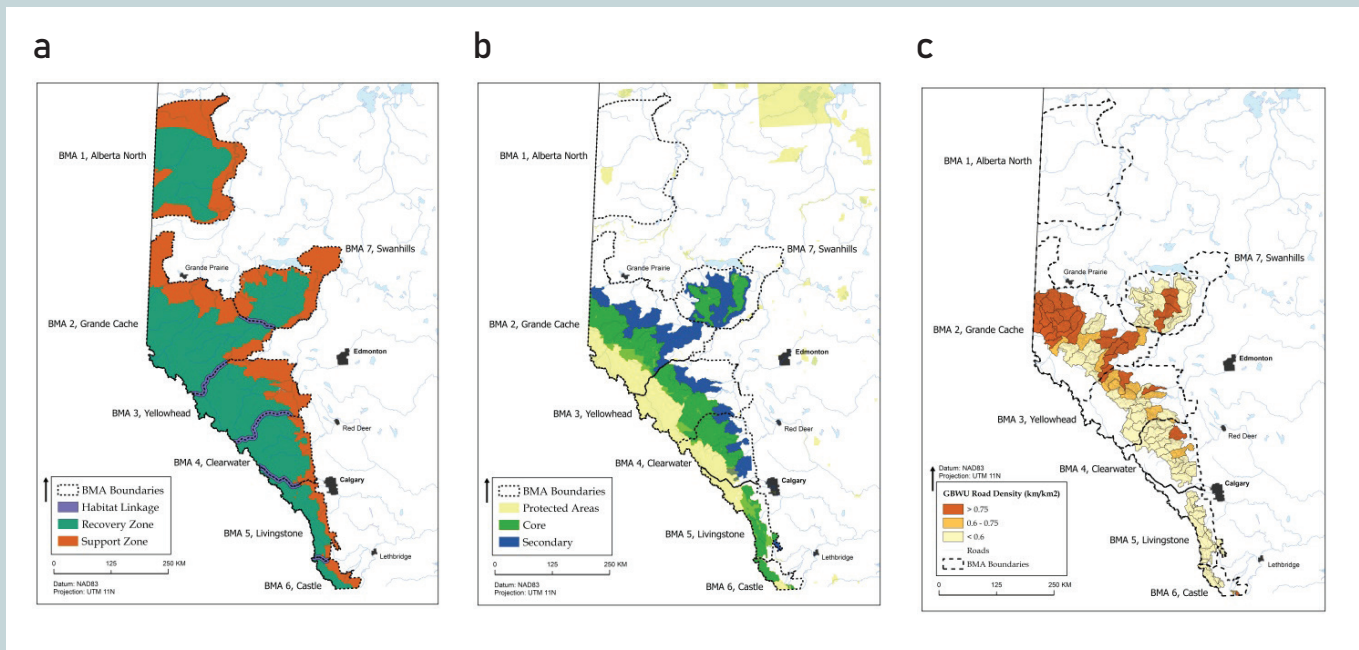 a
BMA 1, Alberta North
BMA 7, Swanhills
Grande Prairie
BMA 2, Grande Cache
Edmonton
BMA 3, Yellowhead
Red Deer
BMA 4, Clearwater
Calgary
BMA Boundaries
Habitat Linkage
Recovery Zone
Support Zone
BMA 5, Livingstone
Lethbridge
0 125 250 KM
BMA 6, Castle
Datum: NAD83
Projection: UTM 11N
b
BMA 1, Alberta North
BMA 7, Swanhills
Grande Prairie
BMA 2, Grande Cache
Edmonton
BMA 3, Yellowhead
Red Deer
BMA 4, Clearwater
Calgary
BMA Boundaries
Protected Areas
Core
Secondary
BMA 5, Livingstone
Lethbridge
0 125 250 KM
BMA 6, Castle
Datum: NAD83
Projection: UTM 11N
c
BMA 1, Alberta North
BMA 7, Swanhills
Grande Prairie
BMA 2, Grande Cache
Edmonton
BMA 3, Yellowhead
Red Deer
BMA 4, Clearwater
Datum: NAD83
Projection: UTM 11N
Calgary
GBWU Road Density (km/km2)
> 0.75
0.6 - 0.75
< 0.6
Roads
BMA Boundaries
BMA 5, Livingstone
Lethbridge
0 125 250 KM
BMA 6, Castle